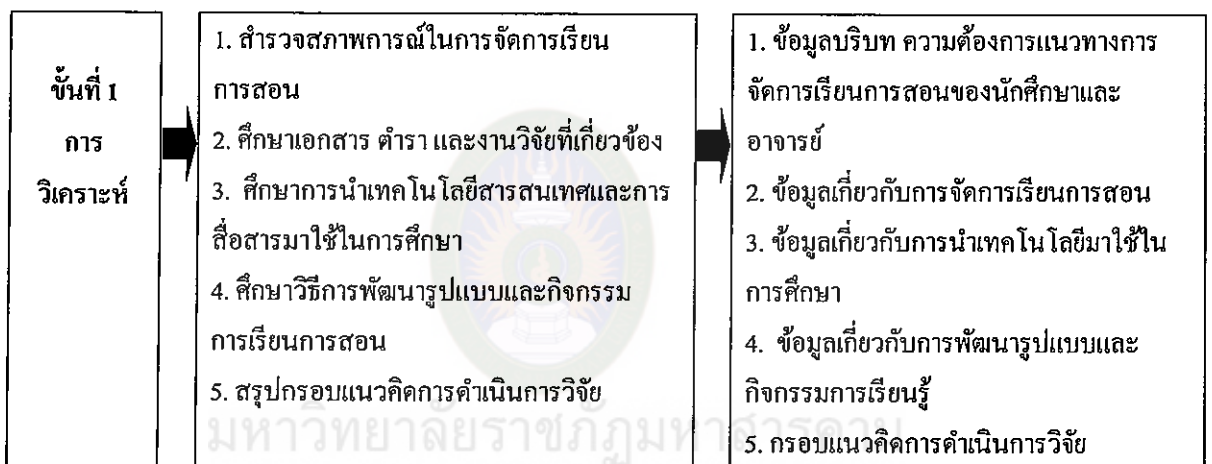 ขั้นที่ 1
การ
วิเคราะห์
1. สำรวจสภาพการณ์ในการจัดการเรียน
การสอน
2. ศึกษาเอกสาร ตำรา และงานวิจัยที่เกี่ยวข้อง
3. ศึกษาการนำเทคโนโลยีสารสนเทศและการ
สื่อสารมาใช้ในการศึกษา
4. ศึกษาวิธีการพัฒนารูปแบบและกิจกรรม
การเรียนการสอน
5. สรุปกรอบแนวคิดการดำเนินการวิจัย
1. ข้อมูลบริบท ความต้องการแนวทางการ
จัดการเรียนการสอนของนักศึกษาและ
อาจารย์
2. ข้อมูลเกี่ยวกับการจัดการเรียนการสอน
3. ข้อมูลเกี่ยวกับการนำเทคโนโลยีมาใช้ใน
การศึกษา
4. ข้อมูลเกี่ยวกับการพัฒนารูปแบบและ
กิจกรรมการเรียนรู้
5. กรอบแนวคิดการดำเนินการวิจัย
มหาวิทยาลัยราชภัฏมหาสารคาม